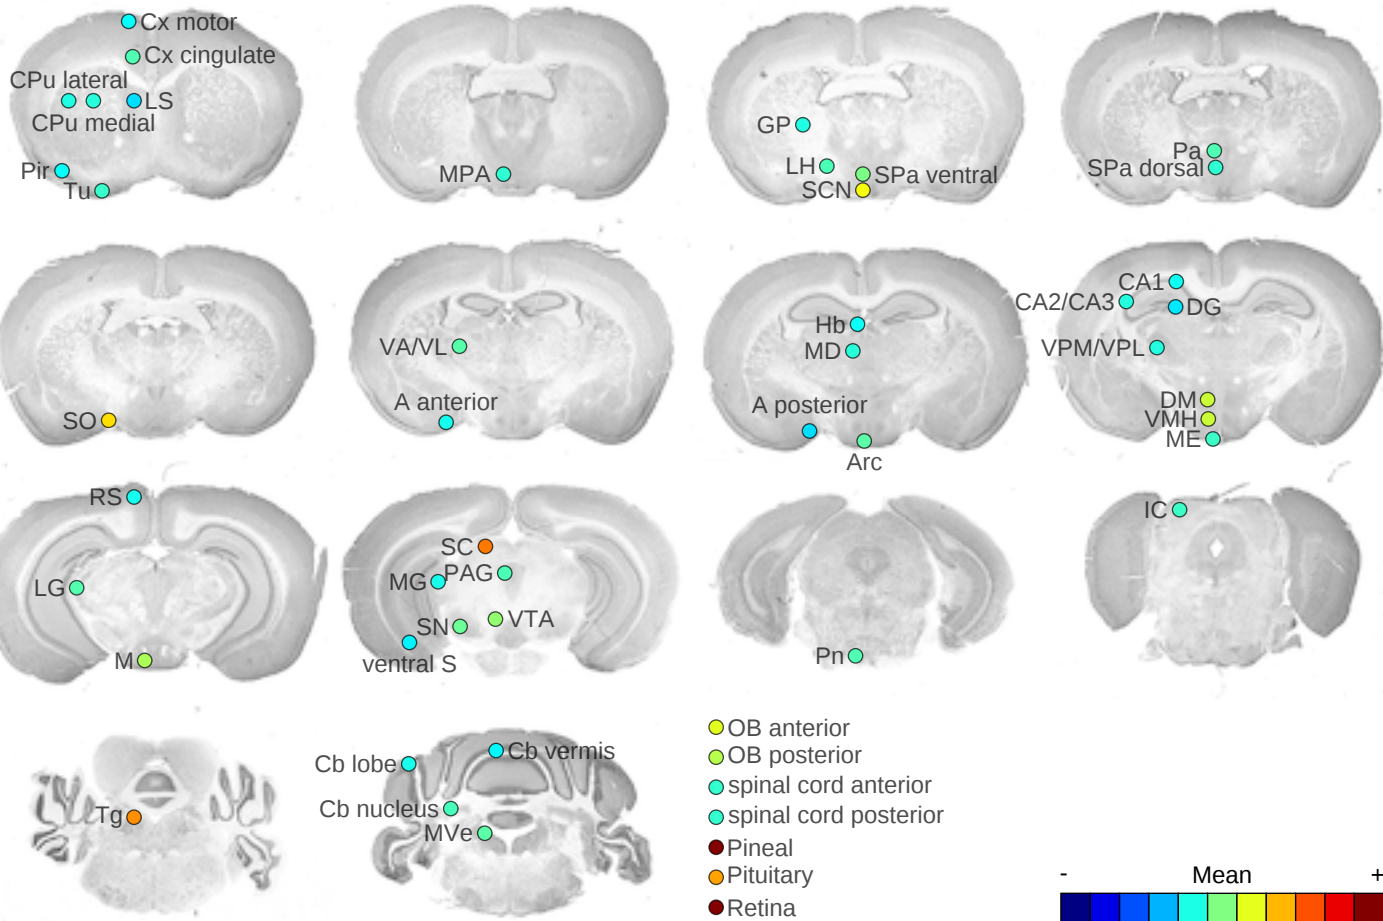 Cx motor
Cx cingulate
CPu lateral
LS
CPu medial
Pir
Tu
MPA
GP
LH
SPa ventral
SCN
Pa
SPa dorsal
SO
VA/VL
A anterior
Hb
MD
A posterior
Arc
CA1
CA2/CA3
DG
VPM/VPL
DM
VMH
ME
RS
LG
M
SC
MG
PAG
SN
VTA
ventral S
Pn
IC
Tg
Cb lobe
Cb vermis
Cb nucleus
MVe
OB anterior
OB posterior
spinal cord anterior
spinal cord posterior
Pineal
Pituitary
Retina
- Mean +